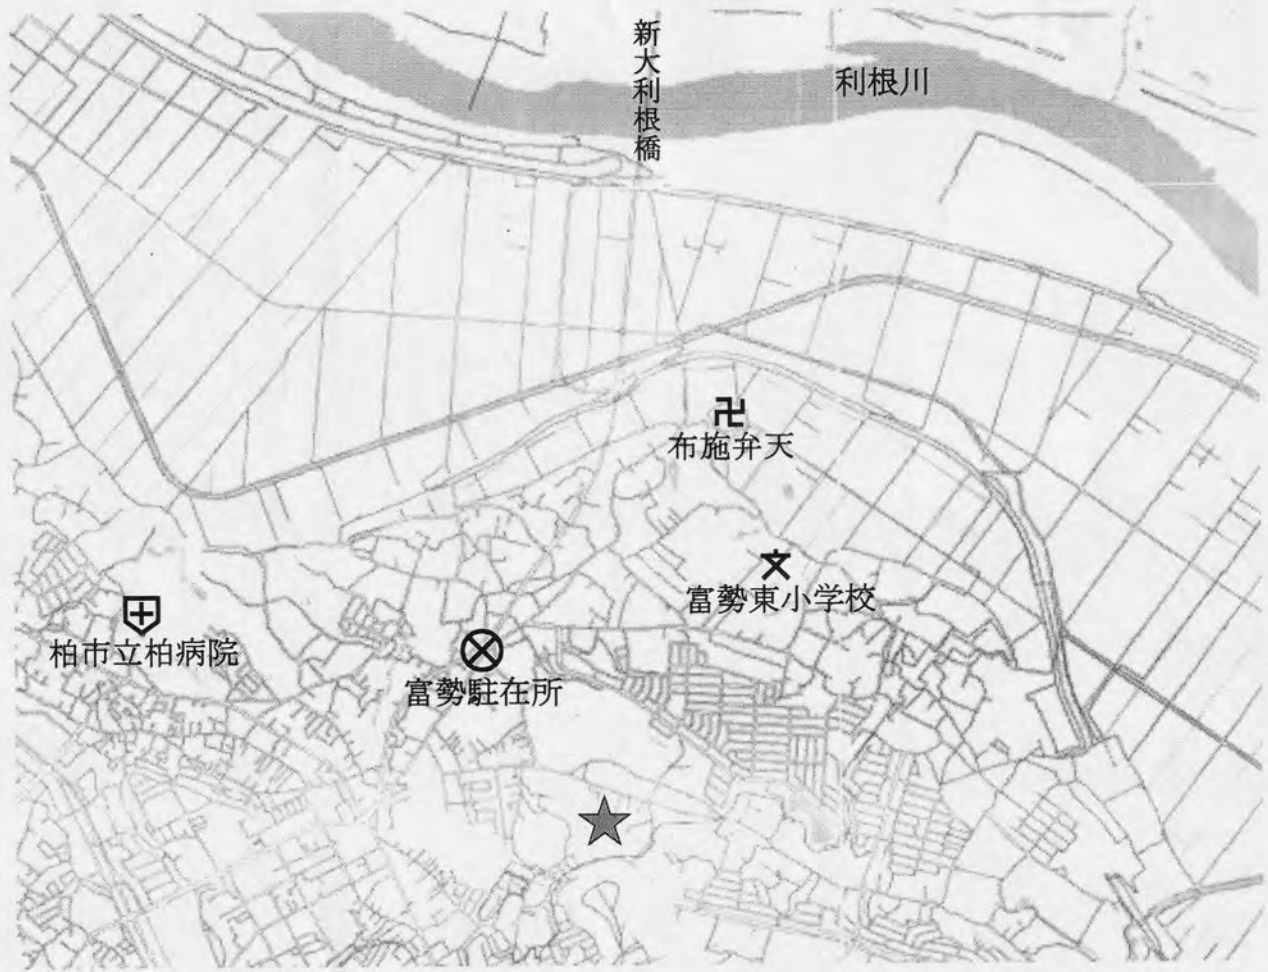 新大利根橋
利根川
布施弁天
富勢東小学校
柏市立柏病院
富勢駐在所